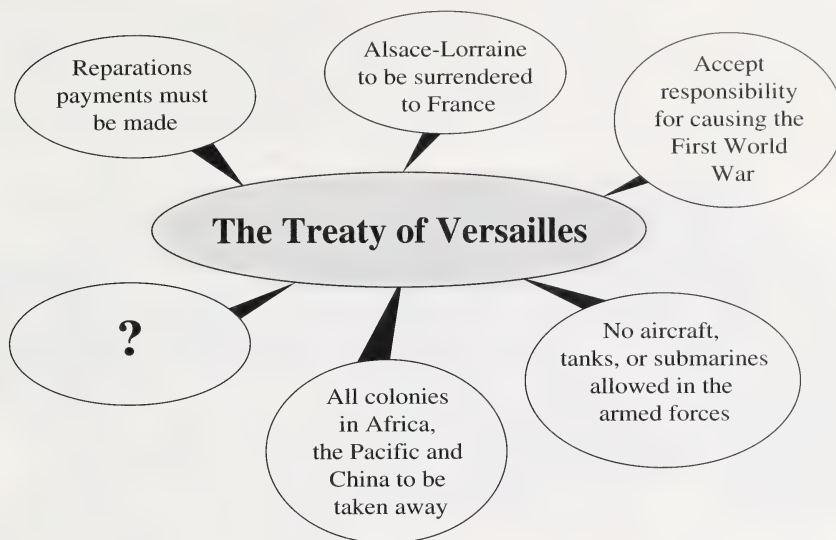 Reparations
payments must
be made
Alsace-Lorraine
to be surrendered
to France
Accept
responsibility
for causing the
First World
War
The Treaty of Versailles
?
All colonies
in Africa,
the Pacific and
China to be
taken away
No aircraft,
tanks, or submarines
allowed in the
armed forces